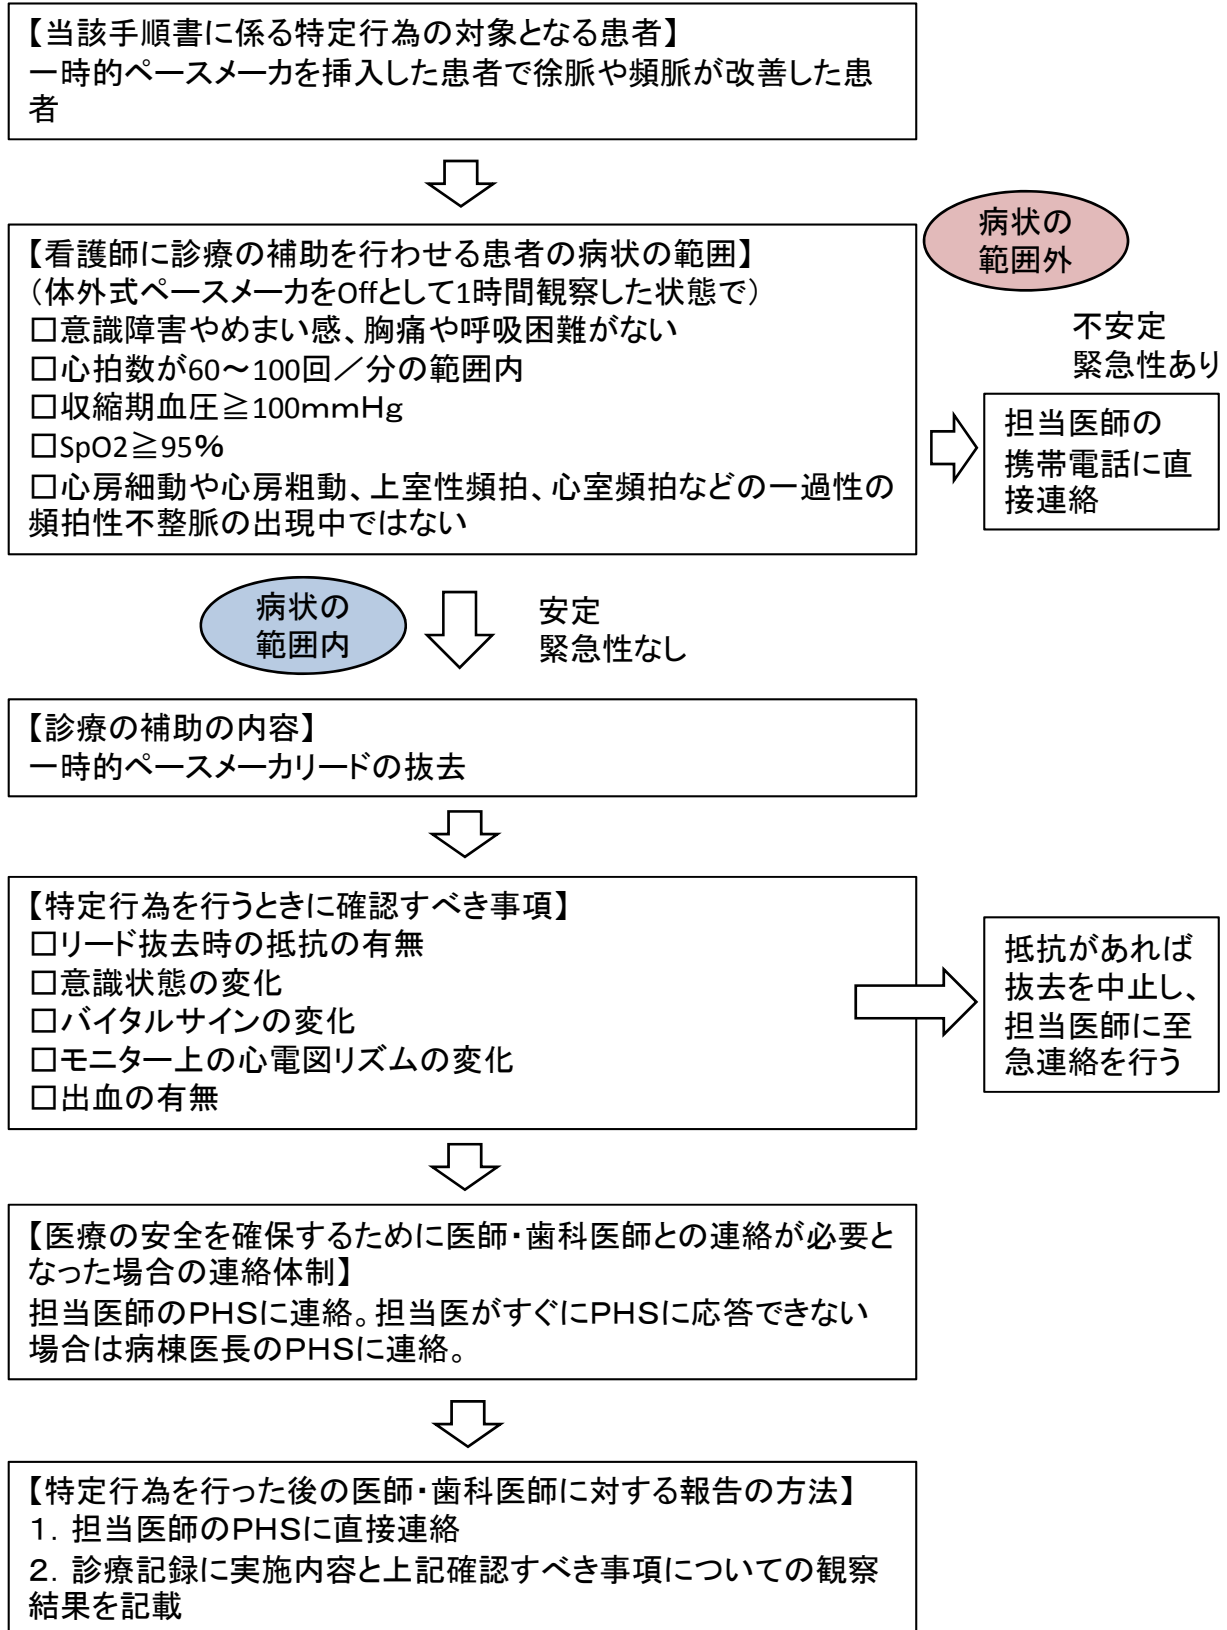 【当該手順書に係る特定行為の対象となる患者】
一時的ペースメーカを挿入した患者で徐脈や頻脈が改善した患
者
病状の
範囲外
【看護師に診療の補助を行わせる患者の病状の範囲】
（体外式ペースメーカをOffとして1時間観察した状態で）
□意識障害やめまい感、胸痛や呼吸困難がない
□心拍数が60～100回／分の範囲内
□収縮期血圧≧100mmHg
□SpO2≧95%
□心房細動や心房粗動、上室性頻拍、心室頻拍などの一過性の
頻拍性不整脈の出現中ではない
不安定
緊急性あり
担当医師の
携帯電話に直
接連絡
病状の
範囲内
安定
緊急性なし
【診療の補助の内容】
一時的ペースメーカリードの抜去
【特定行為を行うときに確認すべき事項】
□リード抜去時の抵抗の有無
□意識状態の変化
□バイタルサインの変化
□モニター上の心電図リズムの変化
□出血の有無
抵抗があれば
抜去を中止し、
担当医師に至
急連絡を行う
【医療の安全を確保するために医師・歯科医師との連絡が必要と
なった場合の連絡体制】
担当医師のPHSに連絡。担当医がすぐにPHSに応答できない
場合は病棟医長のPHSに連絡。
【特定行為を行った後の医師・歯科医師に対する報告の方法】
1．担当医師のPHSに直接連絡
2．診療記録に実施内容と上記確認すべき事項についての観察
結果を記載